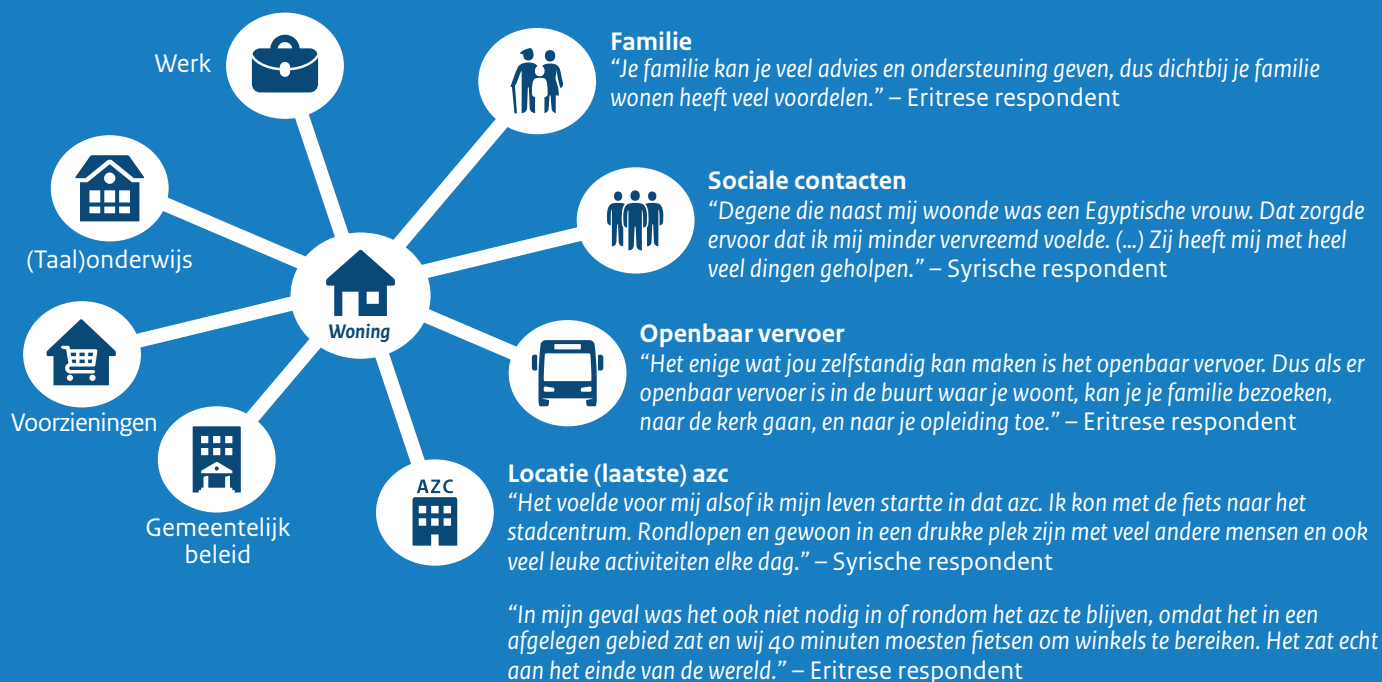 Werk
(Taal)onderwijs
Voorzieningen
Gemeentelijk
beleid
Woning
AZC
Familie
“Je familie kan je veel advies en ondersteuning geven, dus dichtbij je familie
wonen heeft veel voordelen.” – Eritrese respondent
Sociale contacten
“Degene die naast mij woonde was een Egyptische vrouw. Dat zorgde
ervoor dat ik mij minder vervreemd voelde. (...) Zij heeft mij met heel
veel dingen geholpen.” – Syrische respondent
Openbaar vervoer
“Het enige wat jou zelfstandig kan maken is het openbaar vervoer. Dus als er
openbaar vervoer is in de buurt waar je woont, kan je je familie bezoeken,
naar de kerk gaan, en naar je opleiding toe.” – Eritrese respondent
Locatie (laatste) azc
“Het voelde voor mij alsof ik mijn leven startte in dat azc. Ik kon met de fiets naar het
stadcentrum. Rondlopen en gewoon in een drukke plek zijn met veel andere mensen en ook
veel leuke activiteiten elke dag.” – Syrische respondent
“In mijn geval was het ook niet nodig in of rondom het azc te blijven, omdat het in een
afgelegen gebied zat en wij 40 minuten moesten fietsen om winkels te bereiken. Het zat echt
aan het einde van de wereld.” – Eritrese respondent